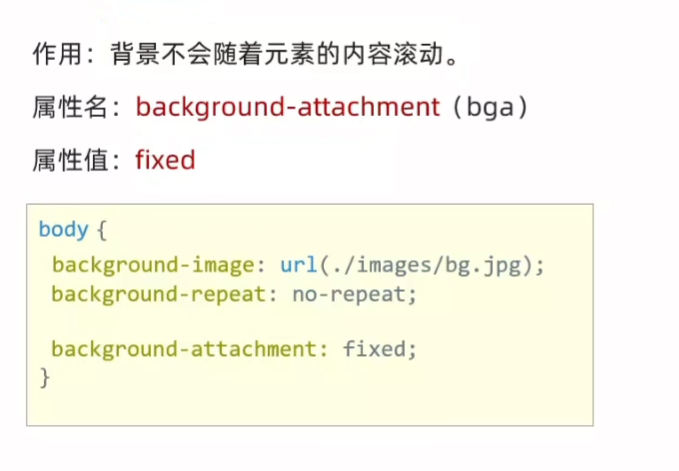 作用：背景不会随着元素的内容滚动。
属性名：background-attachment（bga）
属性值：fixed
body {
background-image: url(./images/bg.jpg);
background-repeat: no-repeat;
background-attachment: fixed;
}